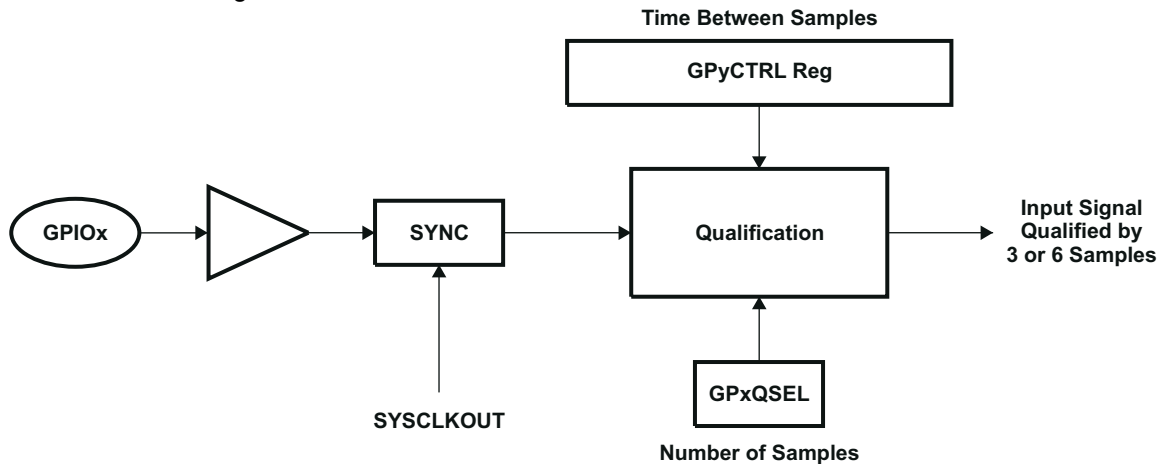 Time Between Samples
GPyCTRL Reg
GPIOx
SYNC
Qualification
Input Signal
Qualified by
3 or 6 Samples
GPxQSEL
SYSCLKOUT
Number of Samples